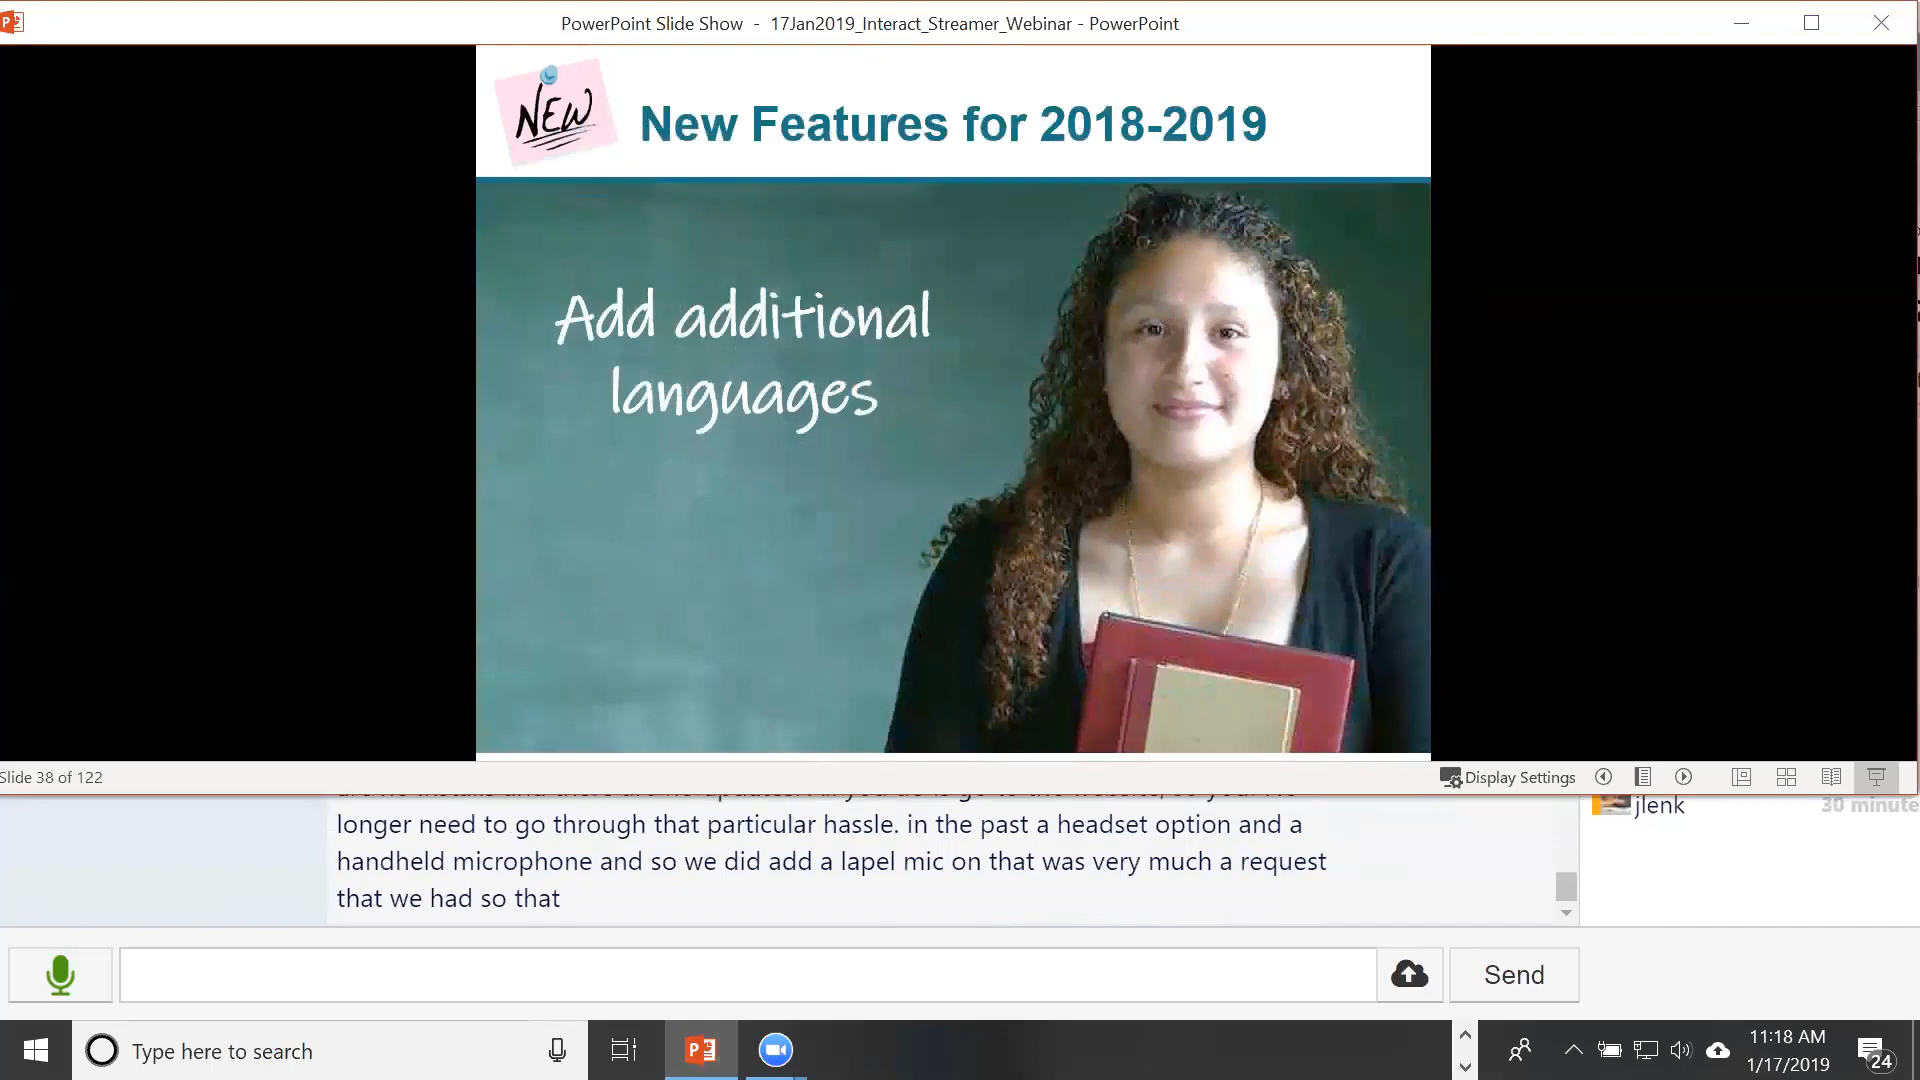 PowerPoint Slide Show - 17Jan2019_Interact_Streamer_Webinar - PowerPoint
NEW
New Features for 2018-2019
Add additional
languages
Slide 38 of 122
Display Settings
longer need to go through that particular hassle. in the past a headset option and a
handheld microphone and so we did add a lapel mic on that was very much a request
that we had so that
jlenk
30 minute
Send
Type here to search
11:18 AM
1/17/2019
24